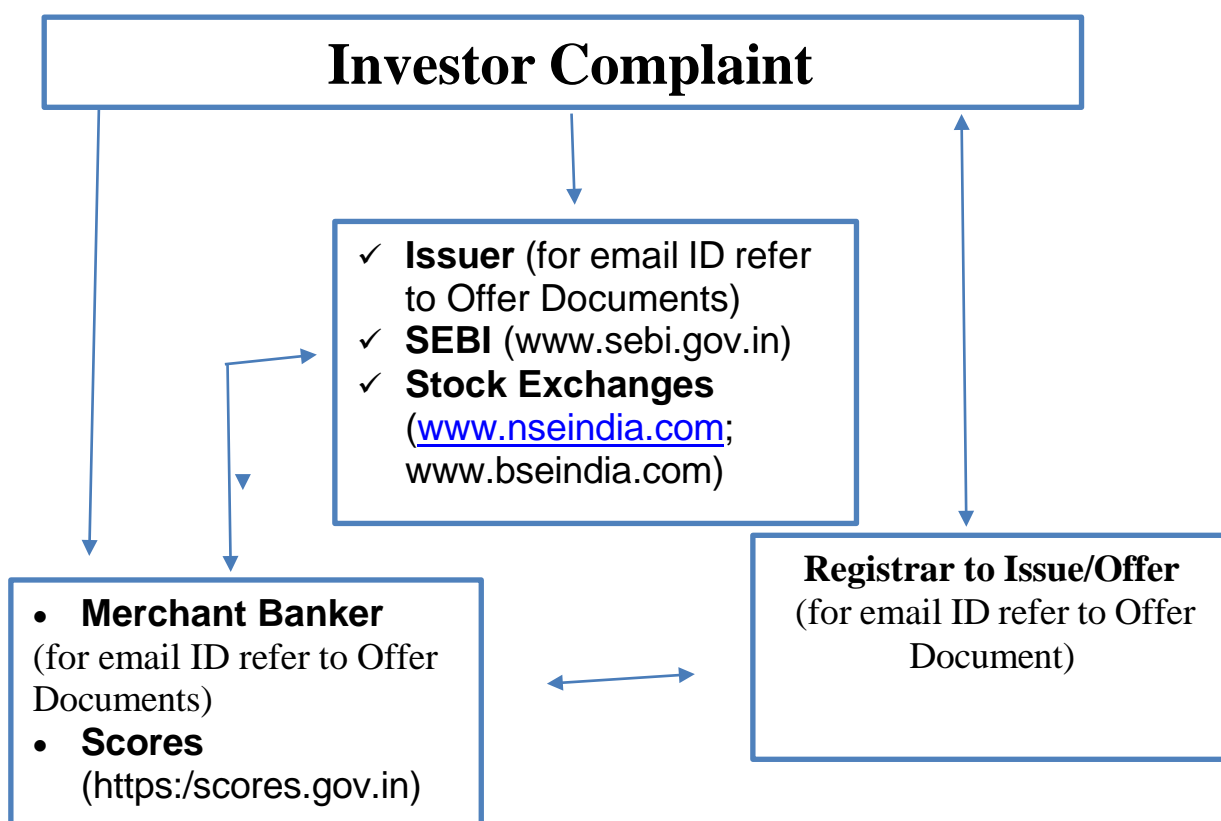 Investor Complaint
✓ Issuer (for email ID refer
to Offer Documents)
✓ SEBI (www.sebi.gov.in)
✓ Stock Exchanges
(www.nseindia.com;
www.bseindia.com)
• Merchant Banker
(for email ID refer to Offer
Documents)
• Scores
(https:/scores.gov.in)
Registrar to Issue/Offer
(for email ID refer to Offer
Document)